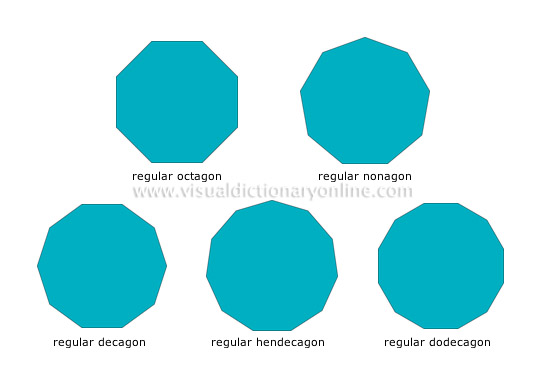 regular octagon
regular nonagon
www.visualdictionaryonline.com
regular decagon
regular hendecagon
regular dodecagon